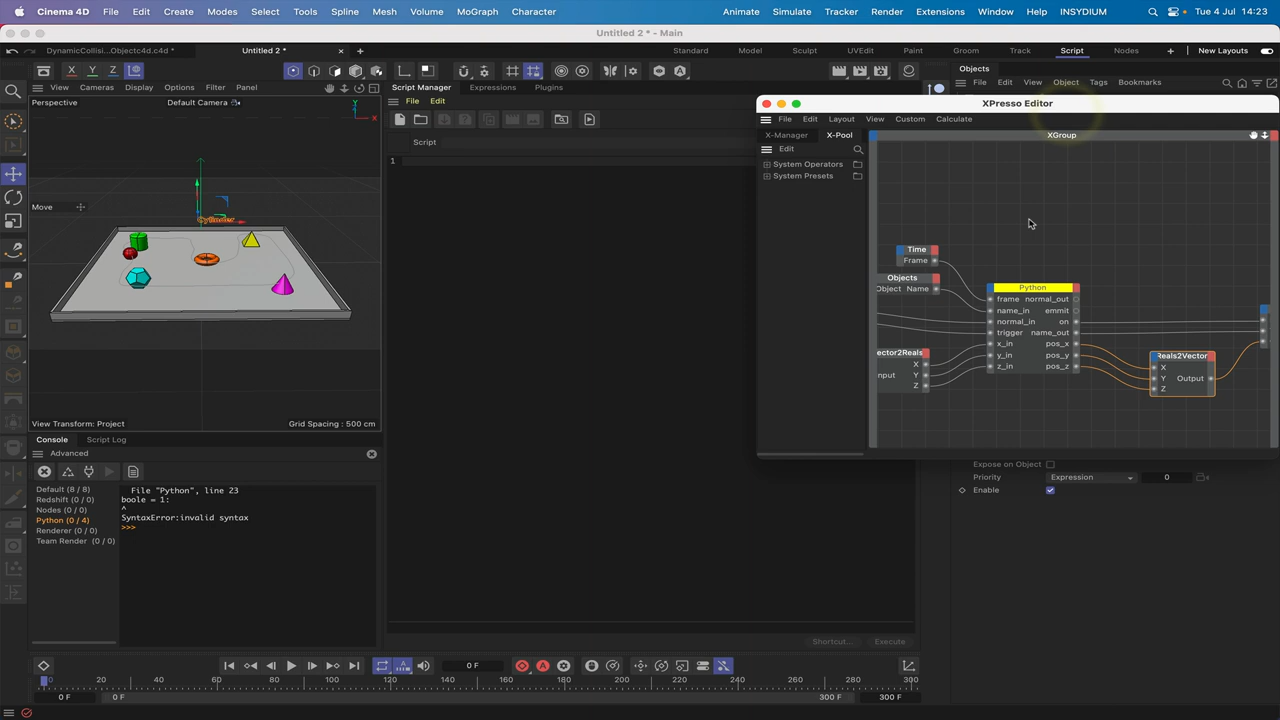 Cinema 4D File Edit Create Modes Select Tools Spline Mesh Volume MoGraph Character Animate Simulate Tracker Render Extensions Window Help INSYDIUM Tue 4 Jul 14:23
Untitled 2 * - Main
DynamicCollisi...Objectc4d.c4d * Untitled 2 * Standard Model Sculpt UVEdit Paint Groom Track Script Nodes New Layouts
X Y Z
Objects
View Cameras Display Options Filter Panel
Script Manager Expressions Plugins
File Edit View Object Tags Bookmarks
Perspective Default Camera
File Edit
XPresso Editor
File Edit Layout View Custom Calculate
X-Manager X-Pool XGroup
Script
Edit
1
System Operators
System Presets
Move
Cylinder
Time
Frame
Objects
Object Name
Python
frame normal_out
name_in emmit
normal_in on
trigger name_out
x_in pos_x
y_in pos_y
z_in pos_z
ector2Reals
nput
X
Y
Z
Reals2Vector
X
Y Output
Z
View Transform: Project Grid Spacing : 500 cm
Console Script Log
Advanced
Expose on Object
Priority Expression 0
Enable
Default (8 / 8)
Redshift (0 / 0)
Nodes (0 / 0)
Python (0 / 4)
Renderer (0 / 0)
Team Render (0 / 0)
File "Python", line 23
boole = 1:
^
SyntaxError:invalid syntax
>>>
Shortcut... Execute
0 F
0 20 40 60 80 100 120 140 160 180 200 220 240 260 280 300
0 F 0 F 300 F 300 F